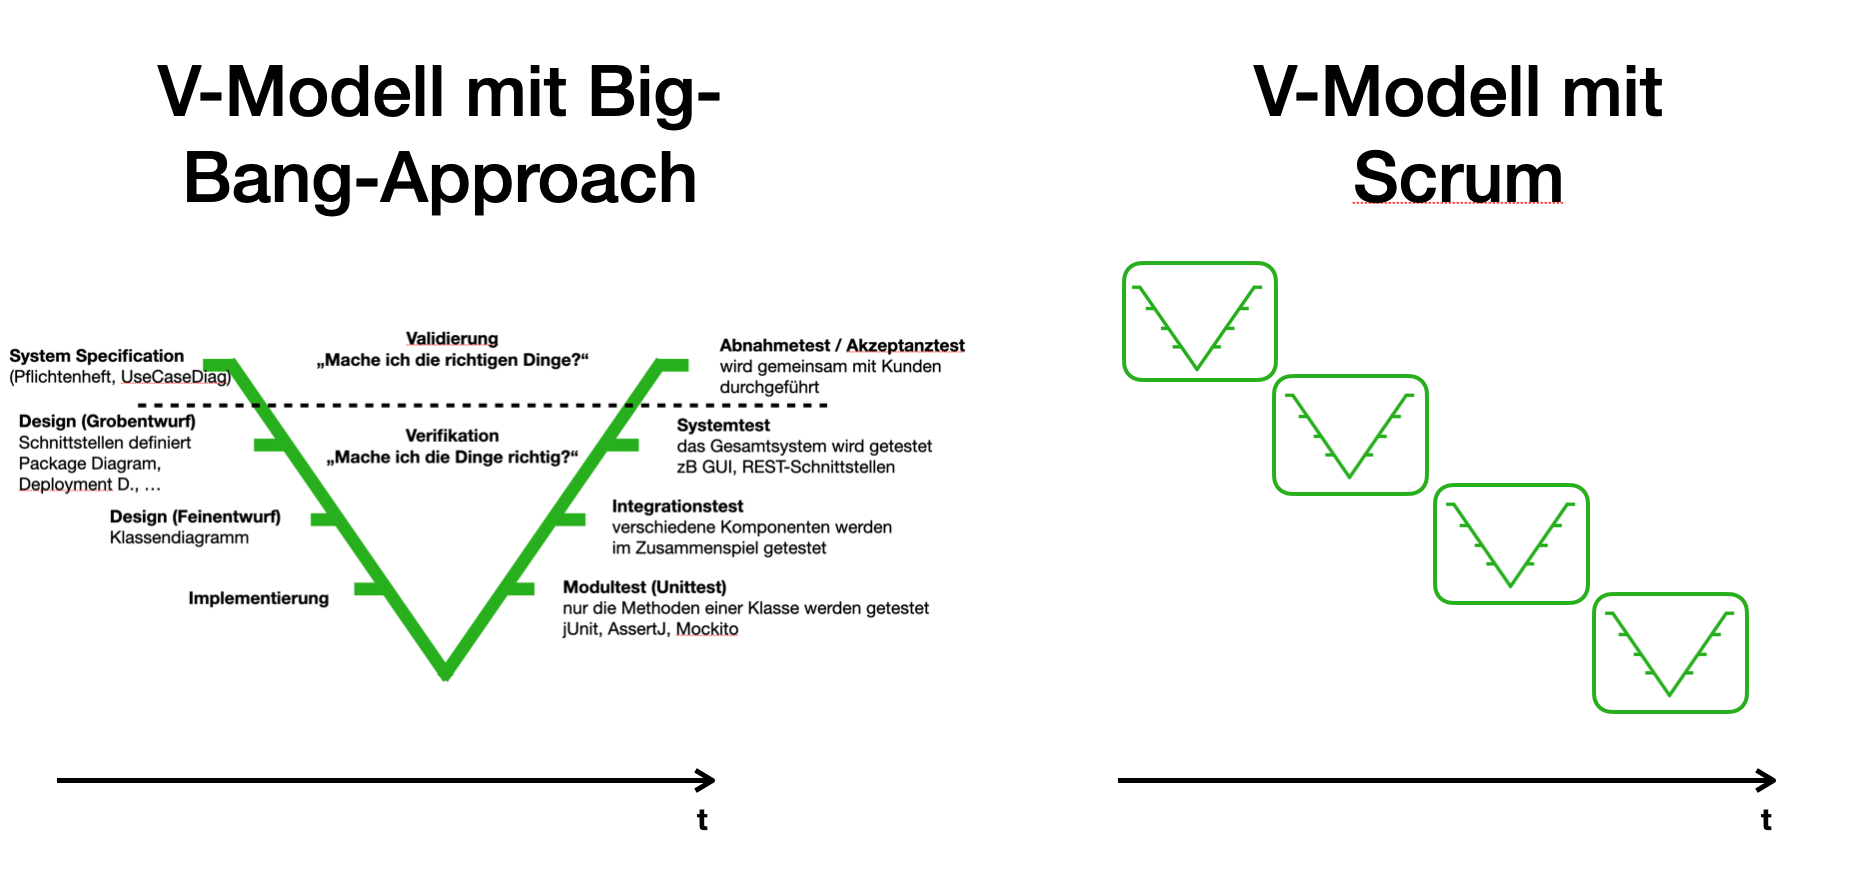 V-Modell mit Big-
Bang-Approach
System Specification
(Pflichtenheft, UseCaseDiag)
Design (Grobentwurf)
Schnittstellen definiert
Package Diagram,
Deployment D., …
Design (Feinentwurf)
Klassendiagramm
Implementierung
Validierung
„Mache ich die richtigen Dinge?“
Verifikation
„Mache ich die Dinge richtig?“
Abnahmetest / Akzeptanztest
wird gemeinsam mit Kunden
durchgeführt
Systemtest
das Gesamtsystem wird getestet
zB GUI, REST-Schnittstellen
Integrationstest
verschiedene Komponenten werden
im Zusammenspiel getestet
Modultest (Unittest)
nur die Methoden einer Klasse werden getestet
jUnit, AssertJ, Mockito
t
V-Modell mit
Scrum
t